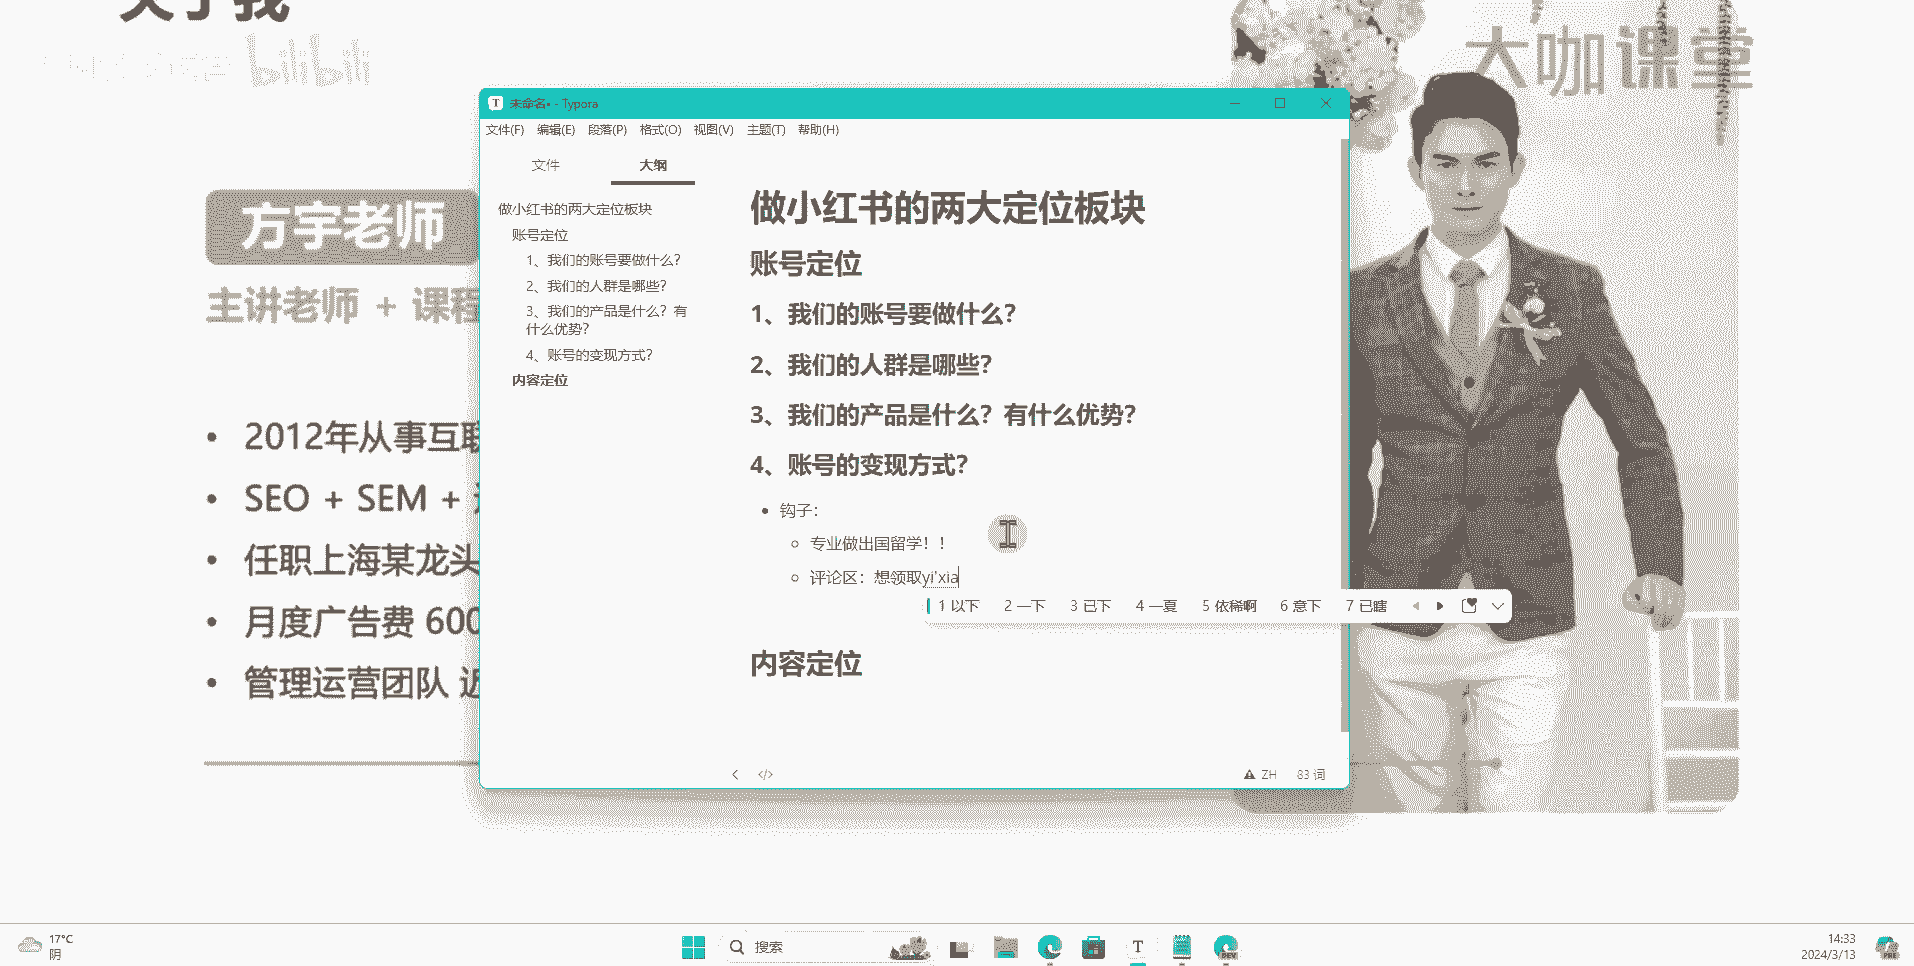 关于我
bilibili
大咖课堂
方宇老师
主讲老师 + 课程
2012年从事互联
SEO + SEM +
任职上海某龙头
月度广告费 600
管理运营团队 近
未命名• - Typora
文件(F) 编辑(E) 段落(P) 格式(O) 视图(V) 主题(T) 帮助(H)
文件 大纲
做小红书的两大定位板块
账号定位
1、我们的账号要做什么?
2、我们的人群是哪些?
3、我们的产品是什么? 有
什么优势?
4、账号的变现方式?
内容定位
做小红书的两大定位板块
账号定位
1、我们的账号要做什么?
2、我们的人群是哪些?
3、我们的产品是什么? 有什么优势?
4、账号的变现方式?
钩子:
专业做出国留学! !
评论区: 想领取yi'xia
1 以下 2 一下 3 已下 4 一夏 5 依稀啊 6 意下 7 已瞎
内容定位
ZH 83 词
17°C
阴
搜索
T
DEV
14:33
2024/3/13
PRE